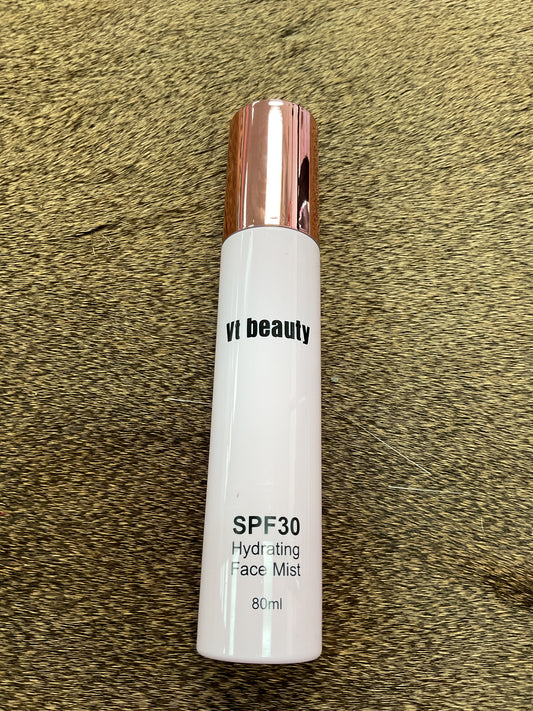 Vt beauty
SPF30
Hydrating
Face Mist
80ml